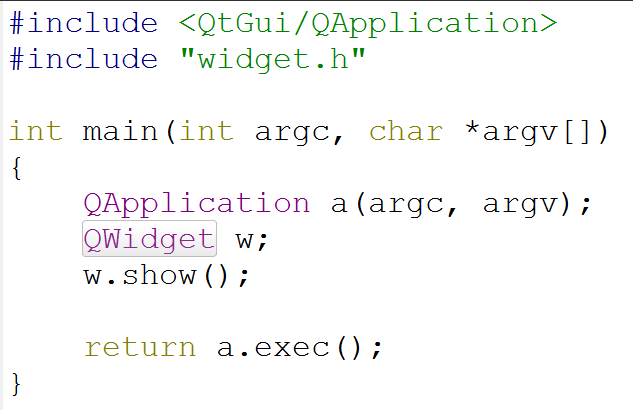 #include <QtGui/QApplication>
#include "widget.h"
int main(int argc, char *argv[])
{
QApplication a(argc, argv);
QWidget w;
w.show();
return a.exec();
}